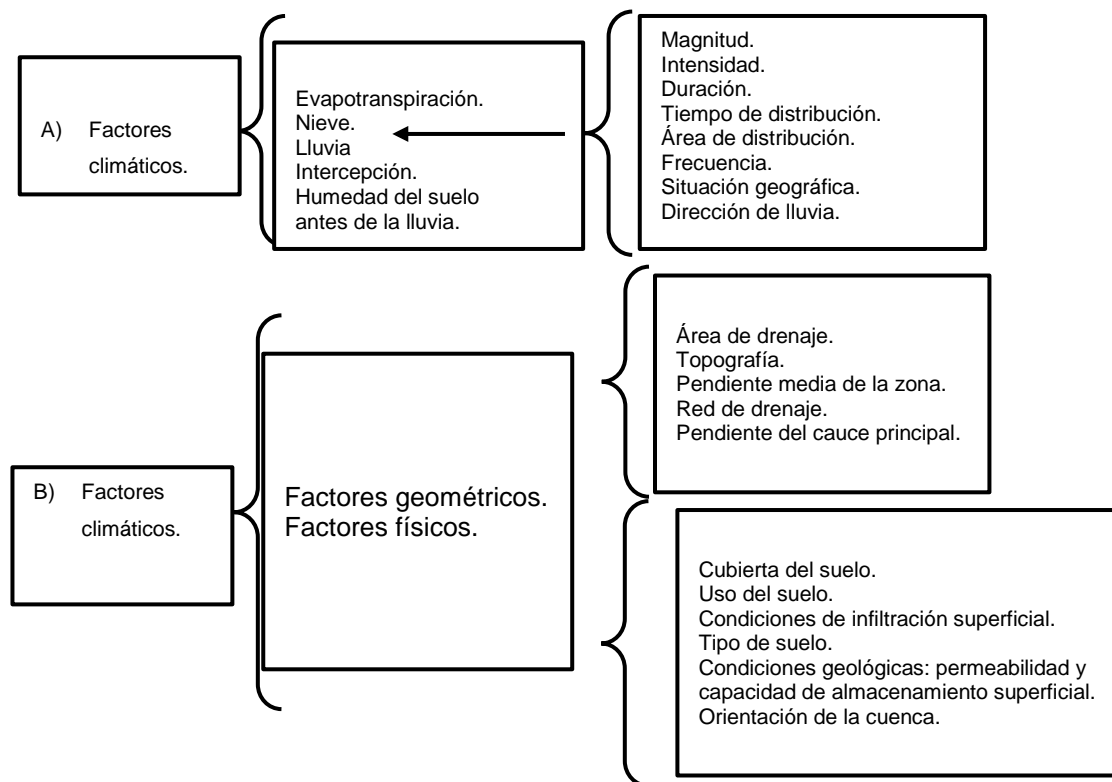 A) Factores
climáticos.
Evapotranspiración.
Nieve.
Lluvia
Intercepción.
Humedad del suelo
antes de la lluvia.
Magnitud.
Intensidad.
Duración.
Tiempo de distribución.
Área de distribución.
Frecuencia.
Situación geográfica.
Dirección de lluvia.
B) Factores
climáticos.
Factores geométricos.
Factores físicos.
Área de drenaje.
Topografía.
Pendiente media de la zona.
Red de drenaje.
Pendiente del cauce principal.
Cubierta del suelo.
Uso del suelo.
Condiciones de infiltración superficial.
Tipo de suelo.
Condiciones geológicas: permeabilidad y
capacidad de almacenamiento superficial.
Orientación de la cuenca.